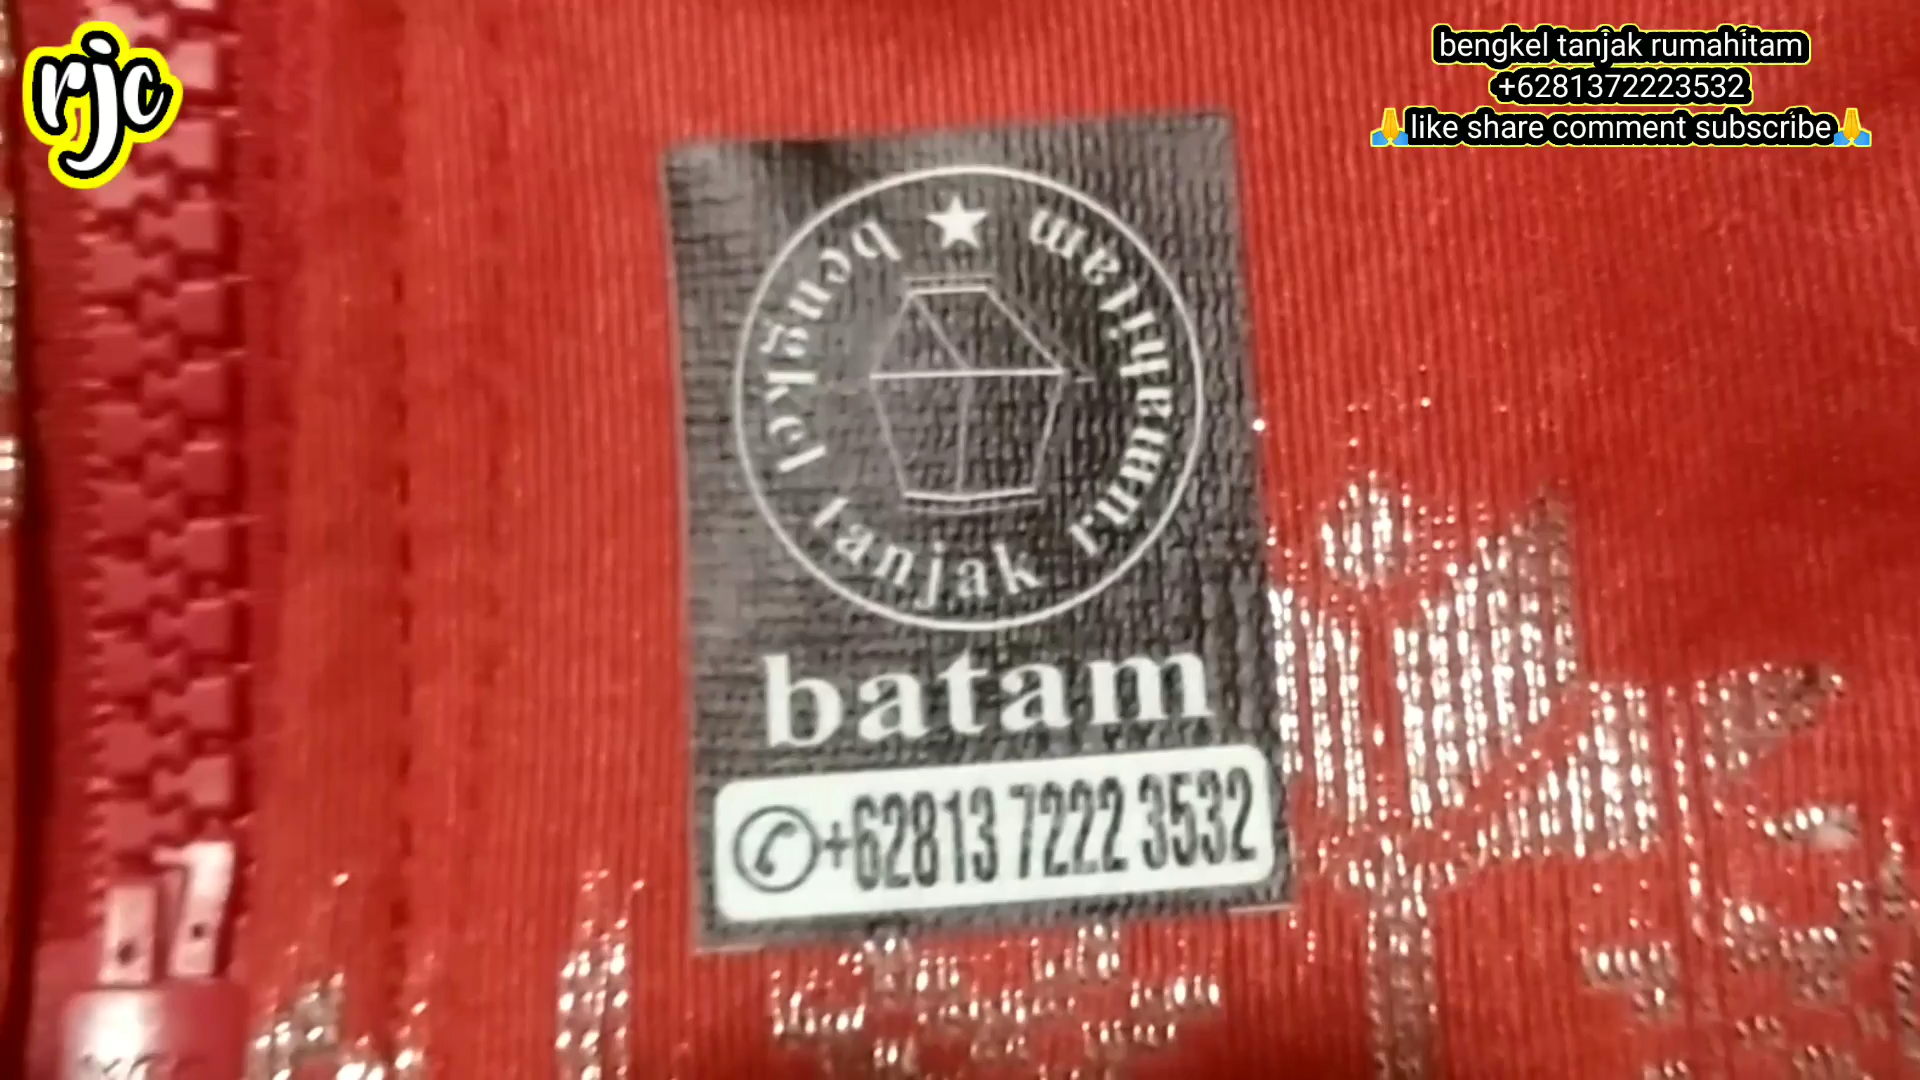 rjc
bengkel tanjak rumahitam
+6281372223532
🙏like share comment subscribe🙏
bengkel tanjak rumahitam
batam
+62813 7222 3532